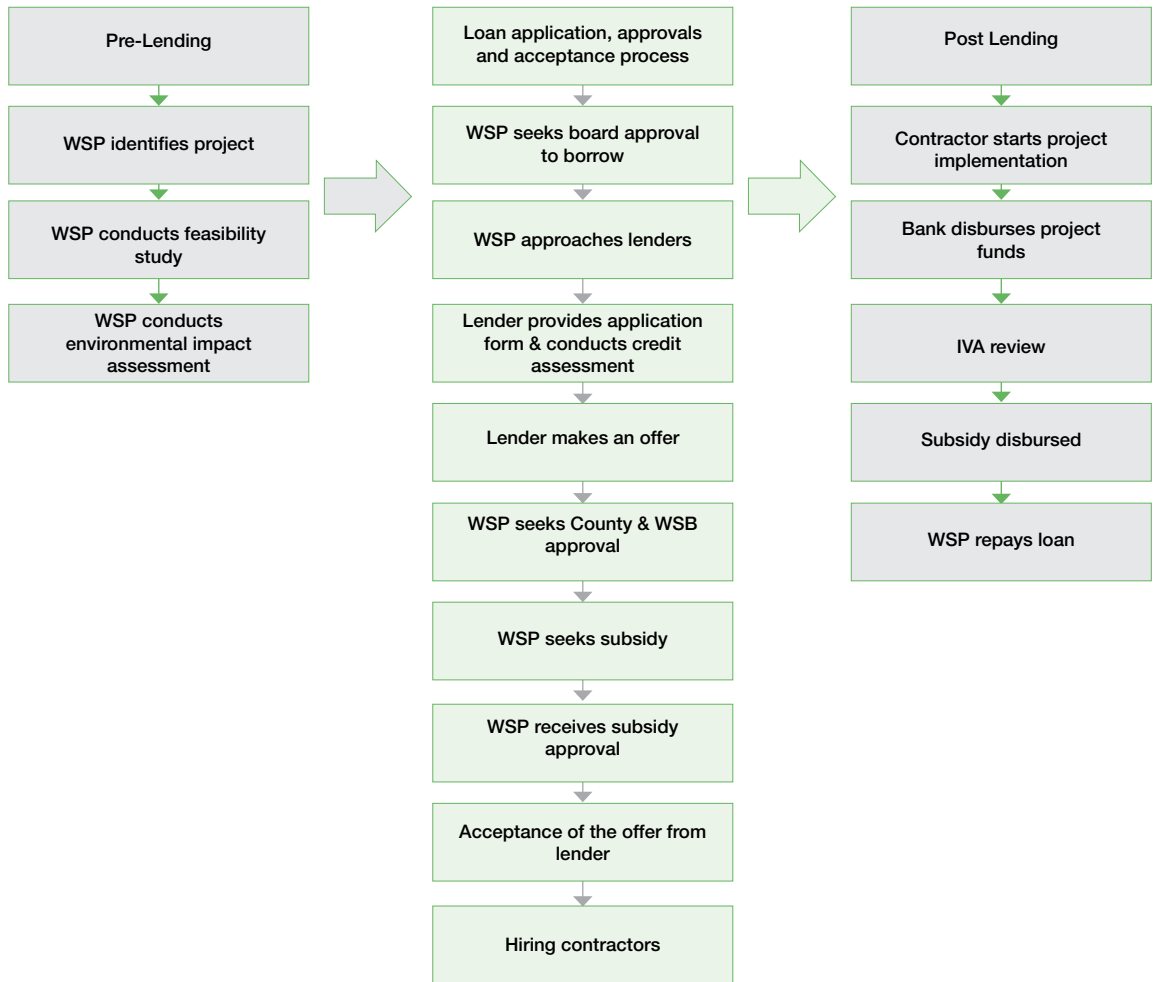 Pre-Lending
WSP identifies project
WSP conducts feasibility
study
WSP conducts
environmental impact
assessment
Loan application, approvals
and acceptance process
WSP seeks board approval
to borrow
WSP approaches lenders
Lender provides application
form & conducts credit
assessment
Lender makes an offer
WSP seeks County & WSB
approval
WSP seeks subsidy
WSP receives subsidy
approval
Acceptance of the offer from
lender
Hiring contractors
Post Lending
Contractor starts project
implementation
Bank disburses project
funds
IVA review
Subsidy disbursed
WSP repays loan